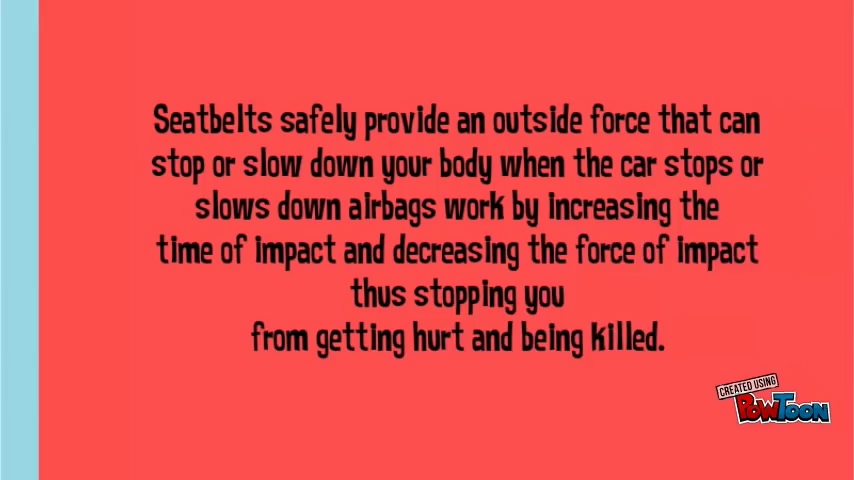 Seatbelts safely provide an outside force that can
stop or slow down your body when the car stops or
slows down airbags work by increasing the
time of impact and decreasing the force of impact
thus stopping you
from getting hurt and being killed.
CREATED USING
POWTOON